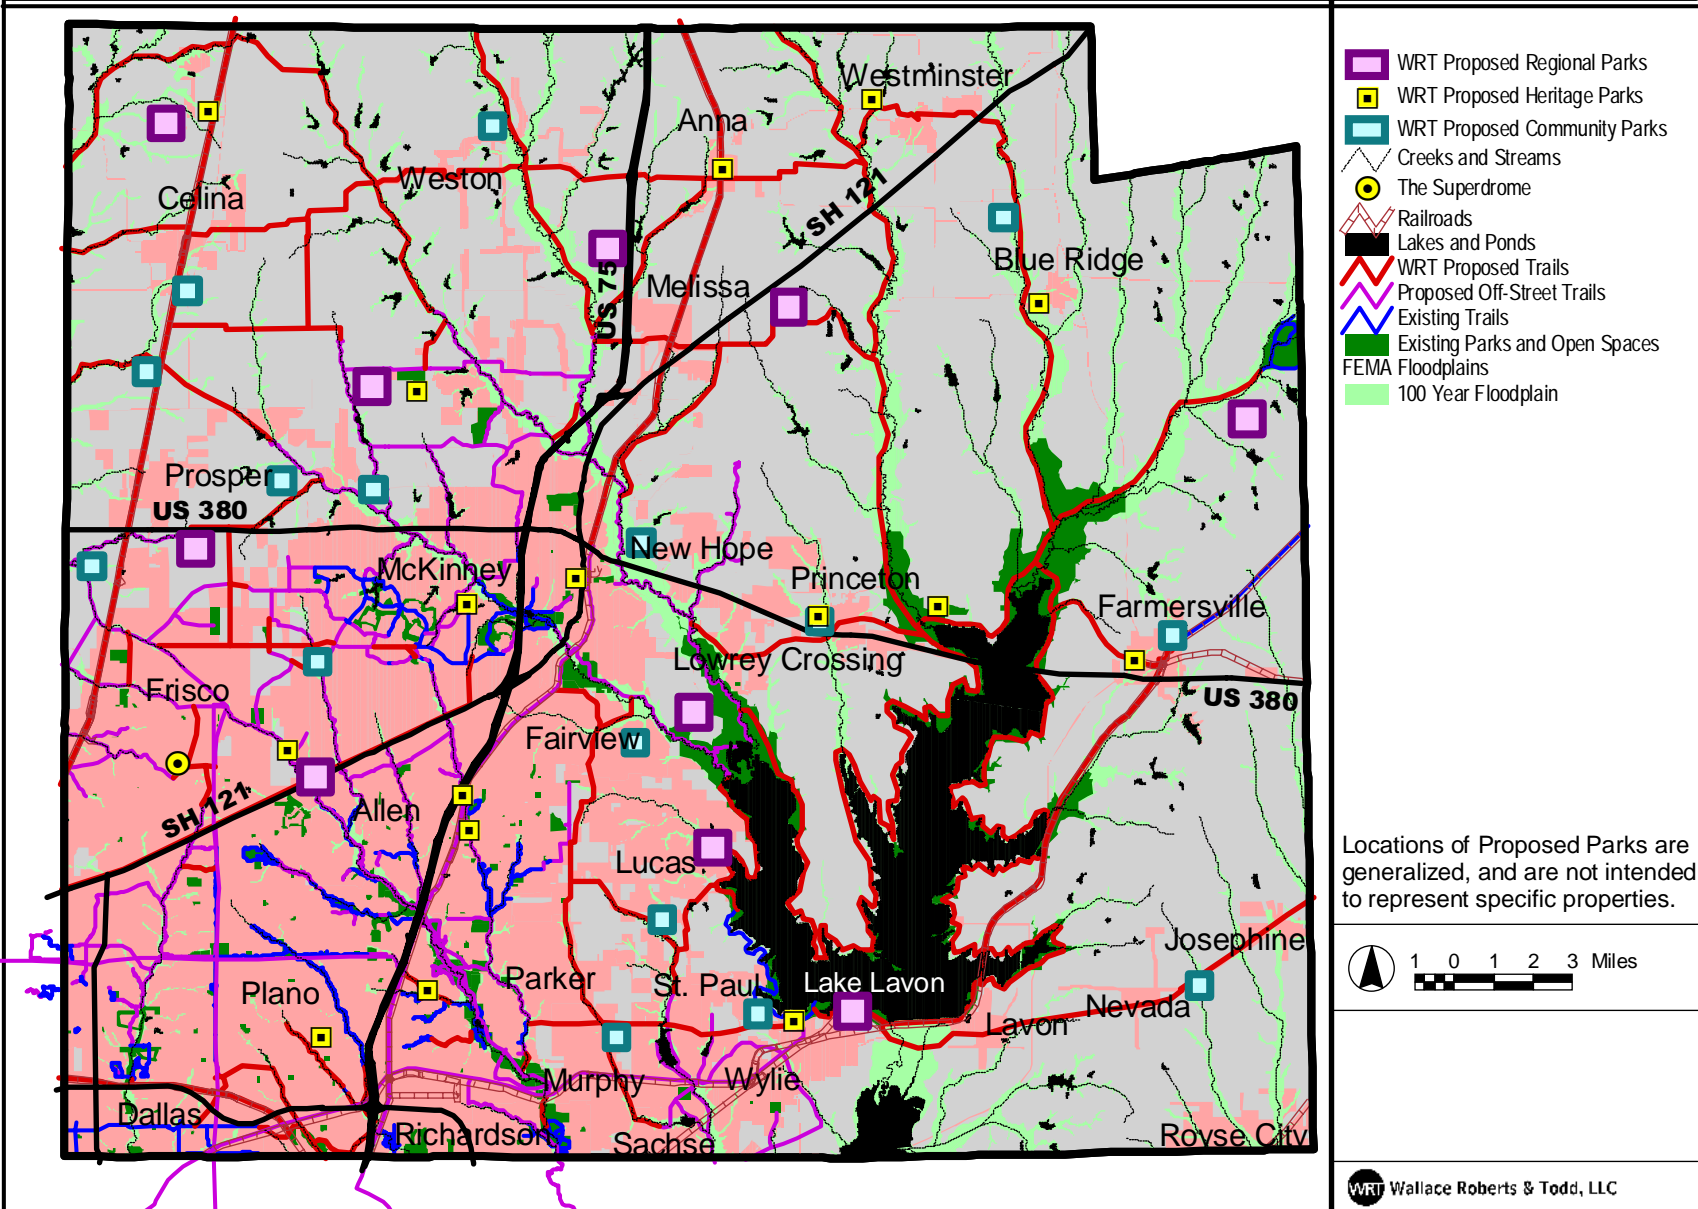 Westminster
Anna
Weston
Celina
SH 121
Blue Ridge
Melissa
US 75
Prosper
US 380
New Hope
McKinney
Princeton
Farmersville
Lowrey Crossing
Frisco
US 380
Fairview
SH 121
Allen
Lucas
Josephine
Parker
St. Paul
Lake Lavon
Plano
Nevada
Lavon
Murphy
Wylie
Dallas
Richardson
Sachse
Royse City
WRT Proposed Regional Parks
WRT Proposed Heritage Parks
WRT Proposed Community Parks
Creeks and Streams
The Superdrome
Railroads
Lakes and Ponds
WRT Proposed Trails
Proposed Off-Street Trails
Existing Trails
Existing Parks and Open Spaces
FEMA Floodplains
100 Year Floodplain
Locations of Proposed Parks are
generalized, and are not intended
to represent specific properties.
1 0 1 2 3 Miles
WRT Wallace Roberts & Todd, LLC